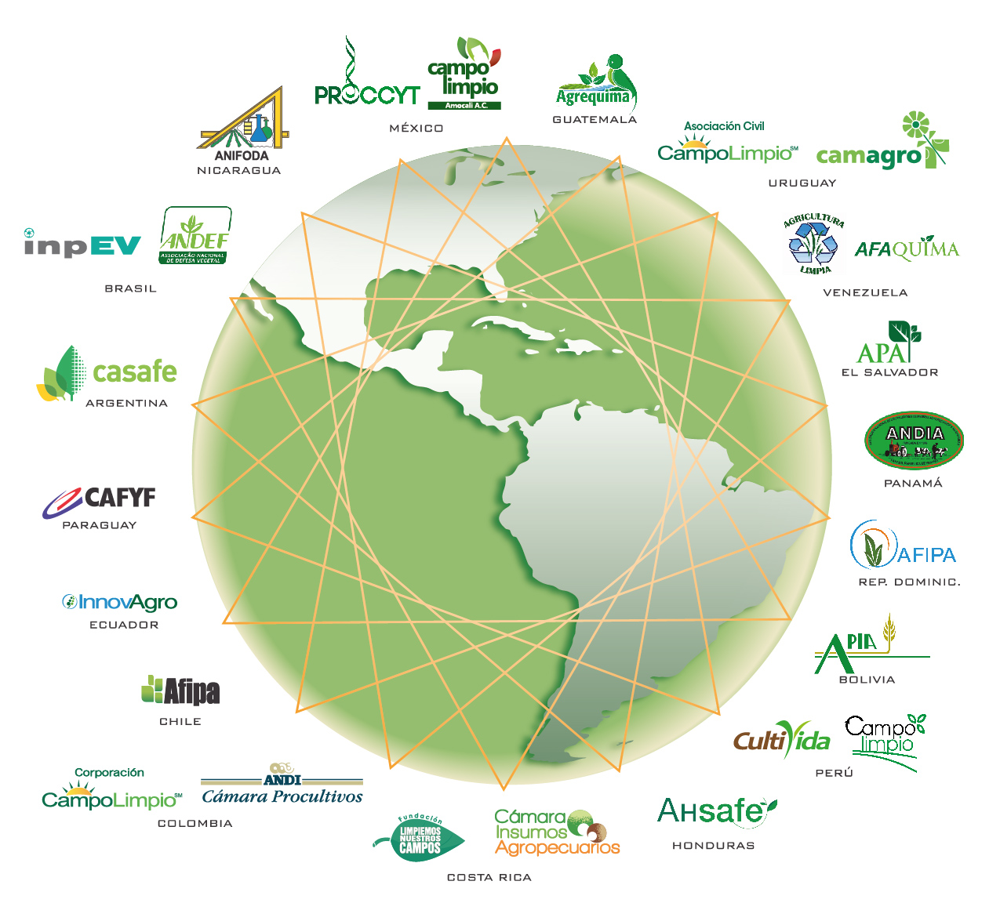 PROCCYT
campo
limpio
Amocali A.C.
MÉXICO
Agrequima
GUATEMALA
ANIFODA
NICARAGUA
Asociación Civil
CampoLimpio SM
camagro
URUGUAY
inpEV
ANDEF
ASSOCIAÇÃO NACIONAL
DE DEFESA VEGETAL
BRASIL
AGRICULTURA
LIMPIA
AFAQUIMA
VENEZUELA
casafe
ARGENTINA
APA
EL SALVADOR
ANDIA
PANAMÁ
CAFYF
PARAGUAY
AFIPA
REP. DOMINIC.
InnovAgro
ECUADOR
APIA
BOLIVIA
Afipa
CHILE
CultiVida
Campo
limpio
PERÚ
Corporación
CampoLimpio SM
ANDI
Cámara Procultivos
COLOMBIA
Fundación
LIMPIEMOS
NUESTROS
CAMPOS
Cámara
Insumos
Agropecuarios
COSTA RICA
AHsafe
HONDURAS